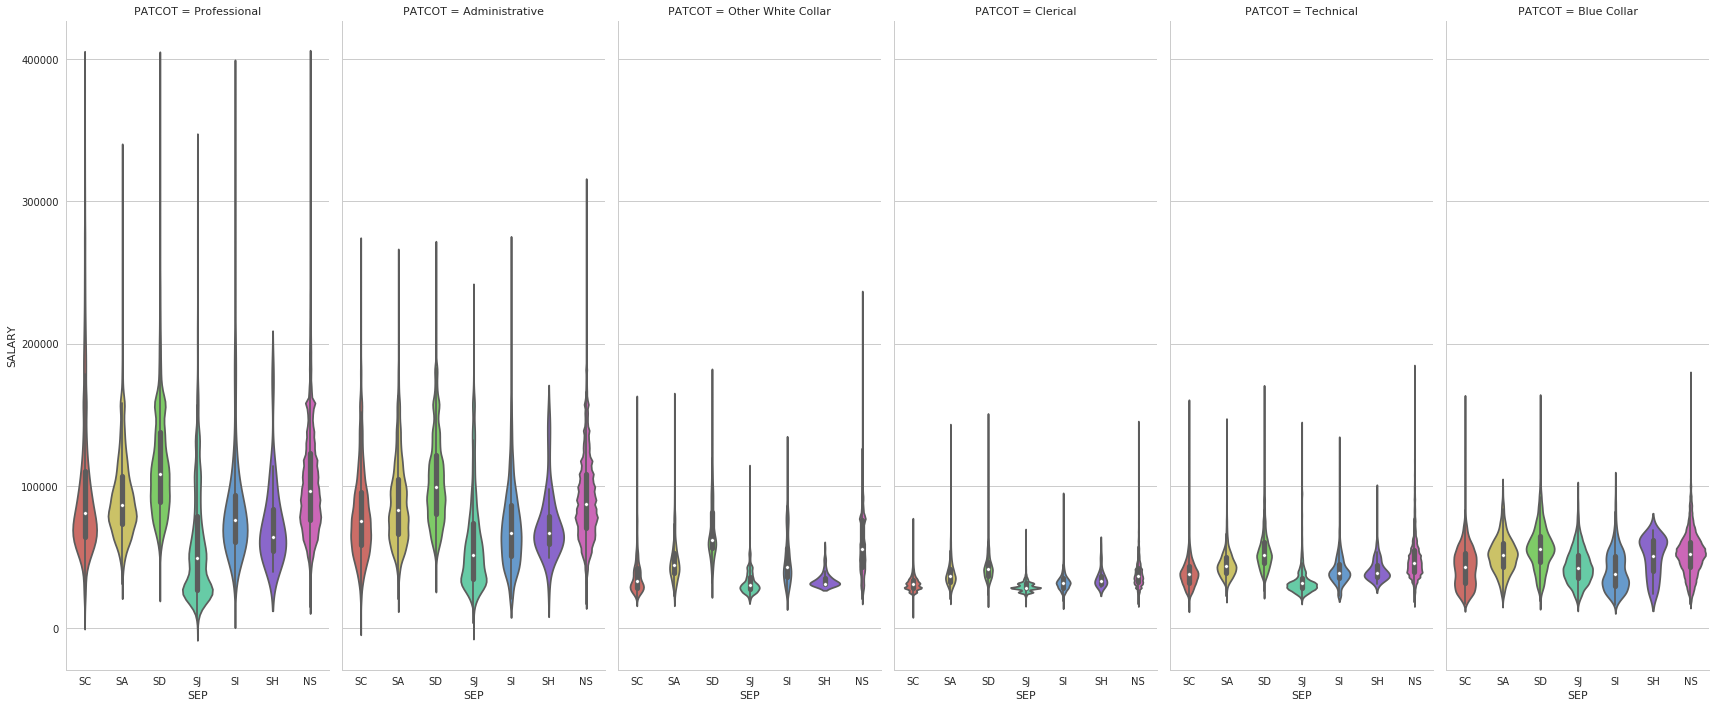 PATCOT = Professional
PATCOT = Administrative
PATCOT = Other White Collar
PATCOT = Clerical
PATCOT = Technical
PATCOT = Blue Collar
400000
300000
200000
100000
0
SALARY
SC SA SD SJ SI SH NS
SC SA SD SJ SI SH NS
SC SA SD SJ SI SH NS
SC SA SD SJ SI SH NS
SC SA SD SJ SI SH NS
SC SA SD SJ SI SH NS
SEP
SEP
SEP
SEP
SEP
SEP